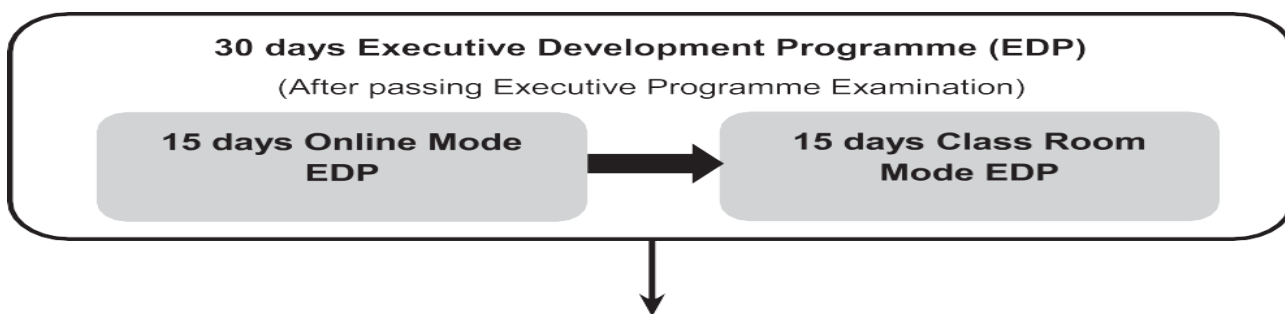 30 days Executive Development Programme (EDP)
(After passing Executive Programme Examination)
15 days Online Mode
EDP
15 days Class Room
Mode EDP